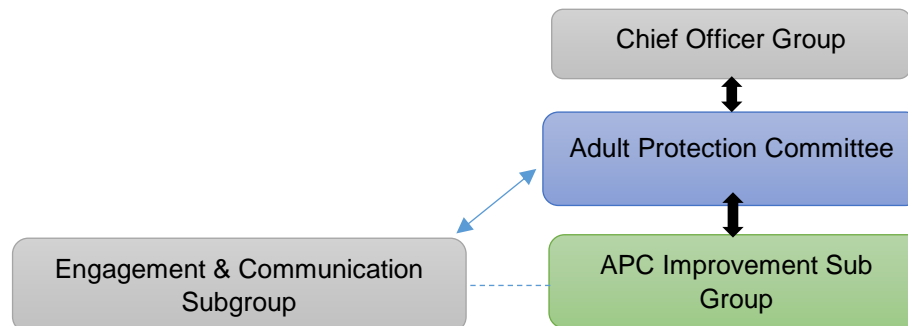 Chief Officer Group
Adult Protection Committee
Engagement & Communication
Subgroup
APC Improvement Sub
Group